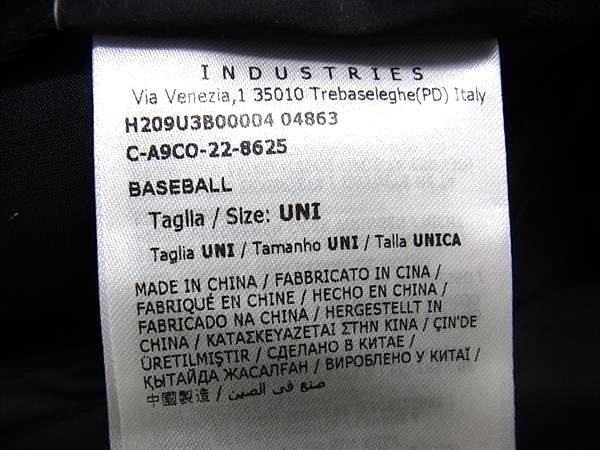 INDUSTRIES
Via Venezia,1 35010 Trebaseleghe(PD) Italy
H209U3B00004 04863
C-A9CO-22-8625
BASEBALL
Taglia / Size: UNI
Taglia UNI / Tamanho UNI / Talla UNICA
MADE IN CHINA / FABBRICATO IN CINA /
FABRIQUÉ EN CHINE / HECHO EN CHINA /
FABRICADO NA CHINA / HERGESTELLT IN
CHINA / ΚΑΤΑΣΚΕΥΑΖΕΤΑΙ ΣΤΗΝ ΚΙΝΑ / ÇIN'DE
ÜRETILMIŞTIR / СДЕЛАНО В КИТАЕ /
ҚЫТАЙДА ЖАСАЛҒАН / ВИРОБЛЕНО У КИТАЇ /
中國製造 / صنع في الصين /